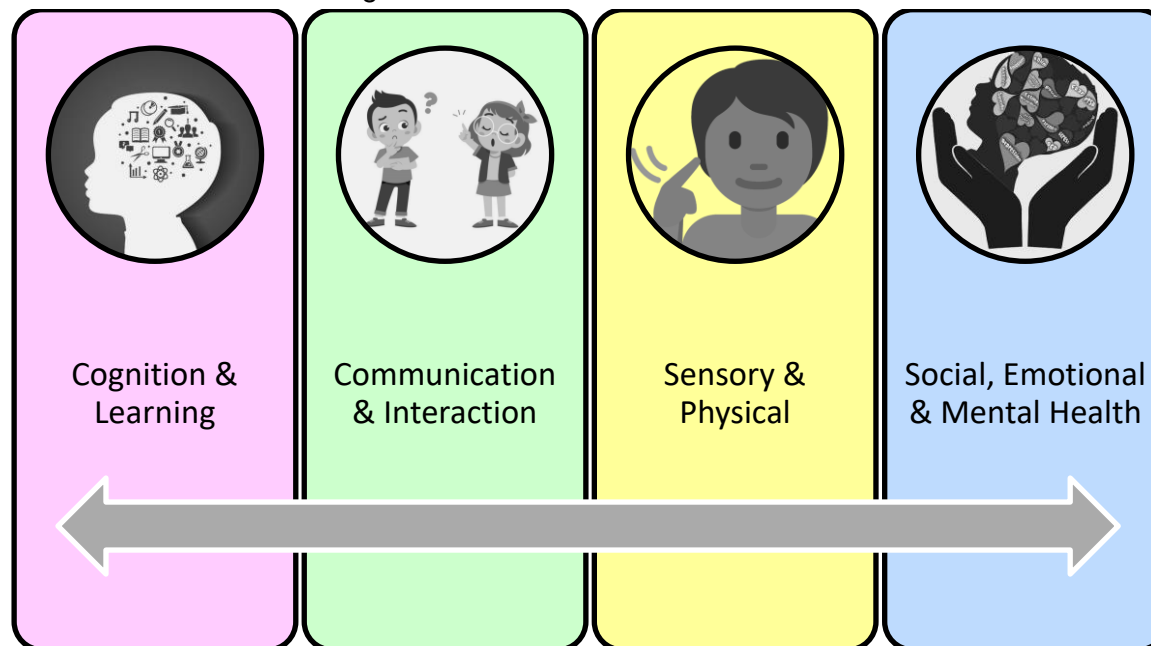 Cognition &
Learning
Communication
& Interaction
Sensory &
Physical
Social, Emotional
& Mental Health